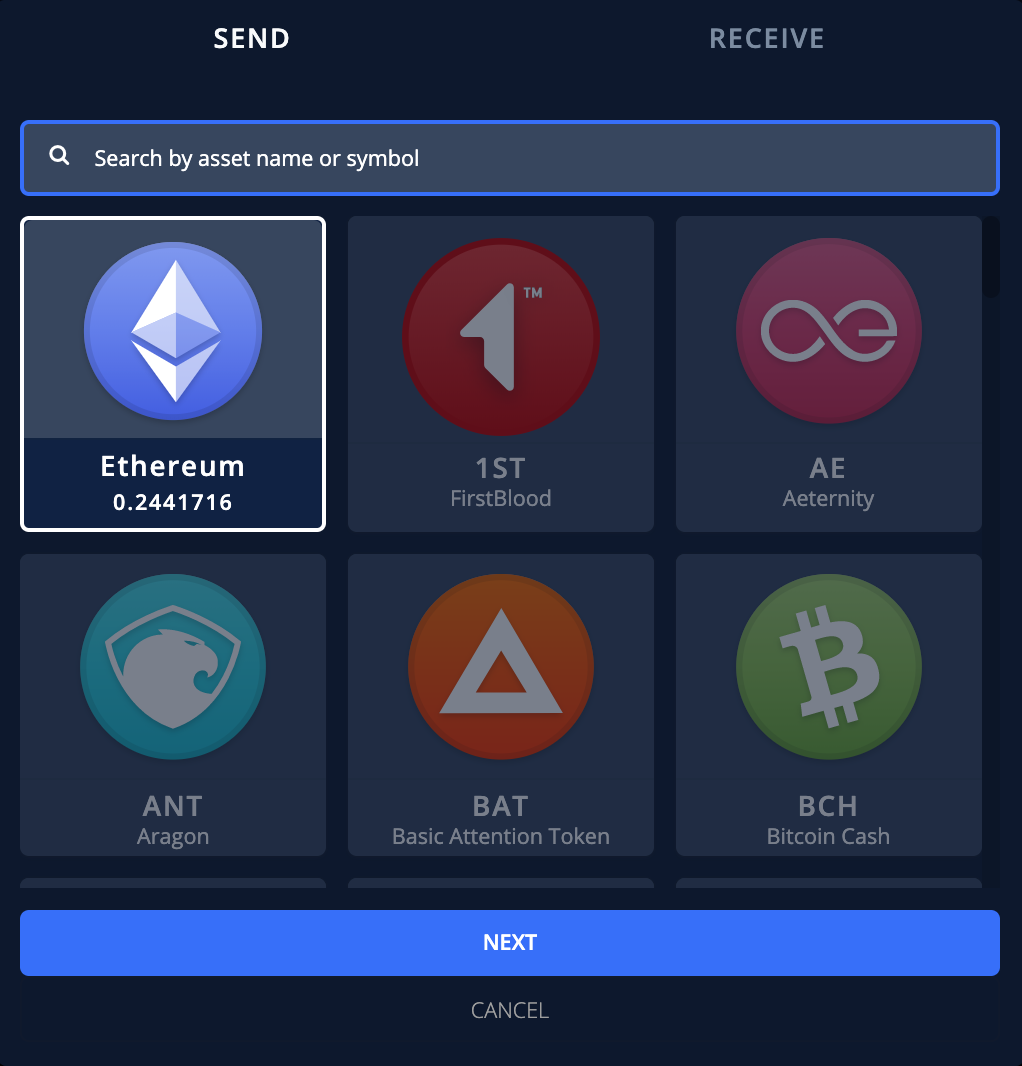 SEND
RECEIVE
Search by asset name or symbol
Ethereum
0.2441716
TM
1ST
FirstBlood
AE
Aeternity
ANT
Aragon
BAT
Basic Attention Token
BCH
Bitcoin Cash
NEXT
CANCEL